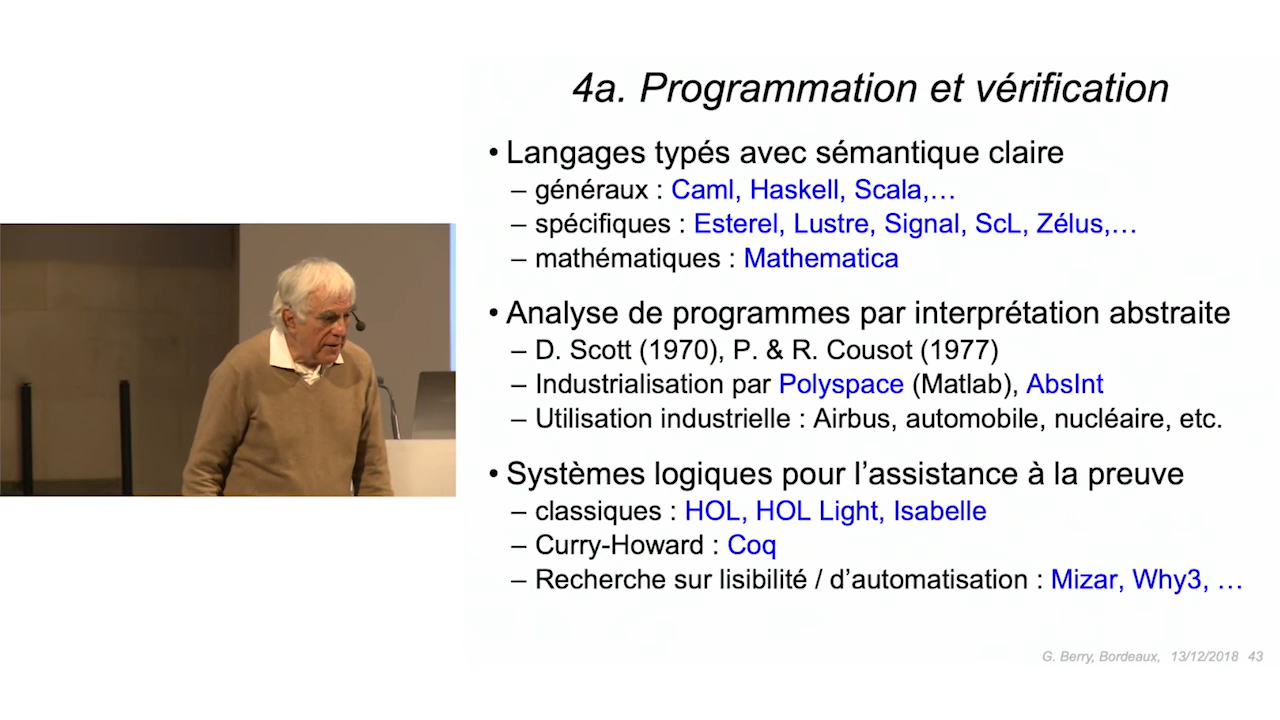 4a. Programmation et vérification
• Langages typés avec sémantique claire
– généraux : Caml, Haskell, Scala,…
– spécifiques : Esterel, Lustre, Signal, ScL, Zélus,…
– mathématiques : Mathematica
• Analyse de programmes par interprétation abstraite
– D. Scott (1970), P. & R. Cousot (1977)
– Industrialisation par Polyspace (Matlab), AbsInt
– Utilisation industrielle : Airbus, automobile, nucléaire, etc.
• Systèmes logiques pour l’assistance à la preuve
– classiques : HOL, HOL Light, Isabelle
– Curry-Howard : Coq
– Recherche sur lisibilité / d’automatisation : Mizar, Why3, …
G. Berry, Bordeaux, 13/12/2018 43